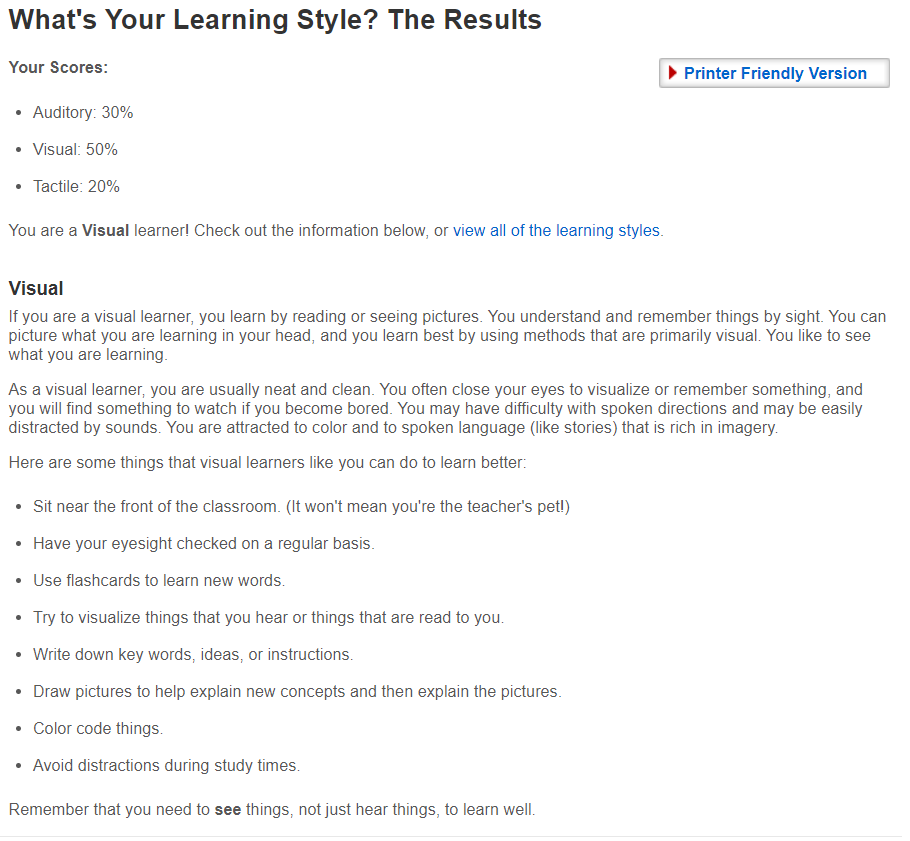 What's Your Learning Style? The Results
Your Scores:
Printer Friendly Version
• Auditory: 30%
• Visual: 50%
• Tactile: 20%
You are a Visual learner! Check out the information below, or view all of the learning styles.
Visual
If you are a visual learner, you learn by reading or seeing pictures. You understand and remember things by sight. You can
picture what you are learning in your head, and you learn best by using methods that are primarily visual. You like to see
what you are learning.
As a visual learner, you are usually neat and clean. You often close your eyes to visualize or remember something, and
you will find something to watch if you become bored. You may have difficulty with spoken directions and may be easily
distracted by sounds. You are attracted to color and to spoken language (like stories) that is rich in imagery.
Here are some things that visual learners like you can do to learn better:
• Sit near the front of the classroom. (It won't mean you're the teacher's pet!)
• Have your eyesight checked on a regular basis.
• Use flashcards to learn new words.
• Try to visualize things that you hear or things that are read to you.
• Write down key words, ideas, or instructions.
• Draw pictures to help explain new concepts and then explain the pictures.
• Color code things.
• Avoid distractions during study times.
Remember that you need to see things, not just hear things, to learn well.